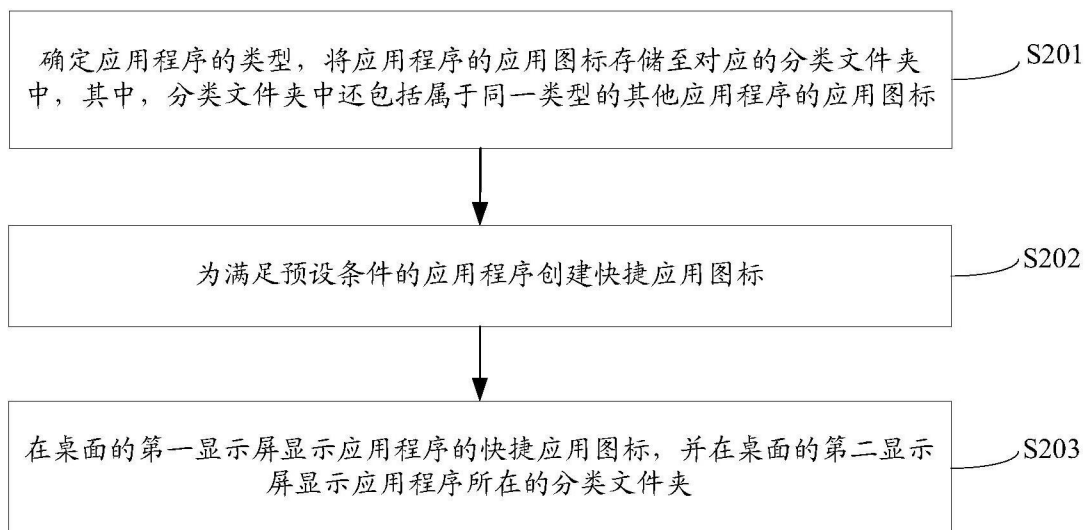 确定应用程序的类型，将应用程序的应用图标存储至对应的分类文件夹
中，其中，分类文件夹中还包括属于同一类型的其他应用程序的应用图标
S201
为满足预设条件的应用程序创建快捷应用图标
S202
在桌面的第一显示屏显示应用程序的快捷应用图标，并在桌面的第二显示
屏显示应用程序所在的分类文件夹
S203